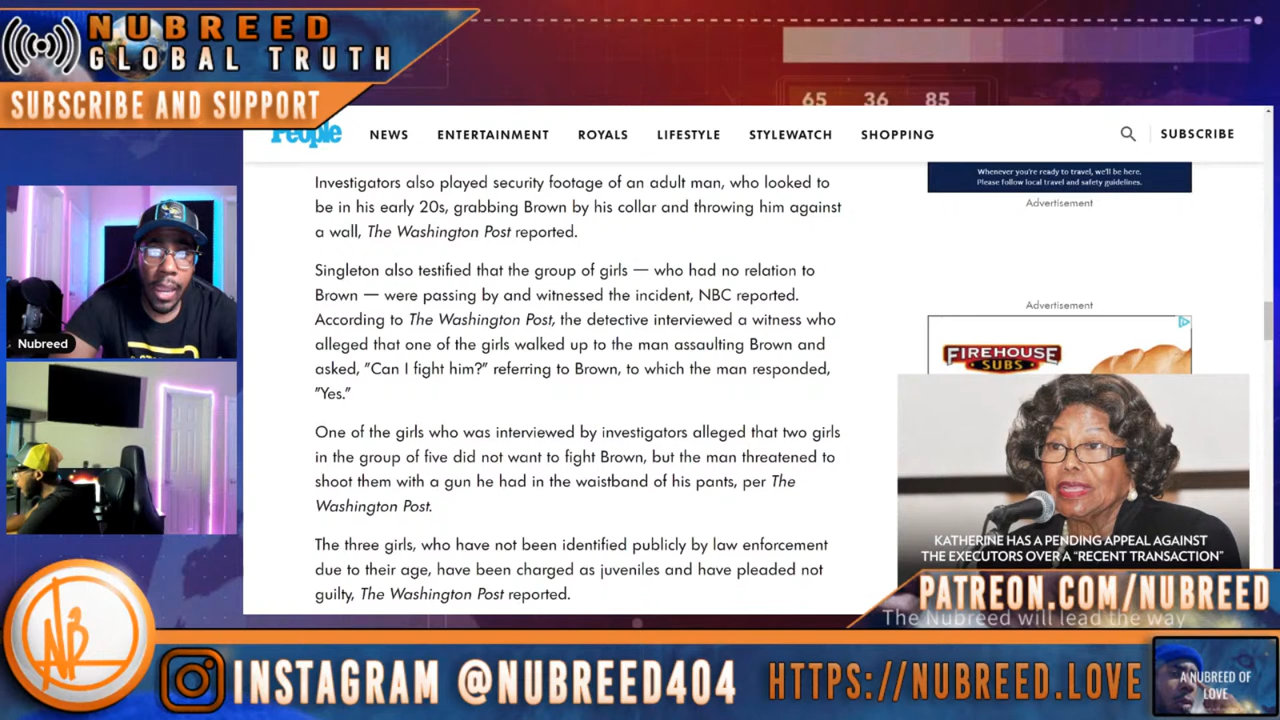 NUBREED
GLOBAL TRUTH
SUBSCRIBE AND SUPPORT
65 36 85
People
NEWS ENTERTAINMENT ROYALS LIFESTYLE STYLEWATCH SHOPPING SUBSCRIBE
Investigators also played security footage of an adult man, who looked to
be in his early 20s, grabbing Brown by his collar and throwing him against
a wall, The Washington Post reported.
Singleton also testified that the group of girls — who had no relation to
Brown — were passing by and witnessed the incident, NBC reported.
According to The Washington Post, the detective interviewed a witness who
alleged that one of the girls walked up to the man assaulting Brown and
asked, "Can I fight him?" referring to Brown, to which the man responded,
"Yes."
One of the girls who was interviewed by investigators alleged that two girls
in the group of five did not want to fight Brown, but the man threatened to
shoot them with a gun he had in the waistband of his pants, per The
Washington Post.
The three girls, who have not been identified publicly by law enforcement
due to their age, have been charged as juveniles and have pleaded not
guilty, The Washington Post reported.
Whenever you're ready to travel, we'll be here.
Please follow local travel and safety guidelines.
Advertisement
Advertisement
FIREHOUSE
SUBS
KATHERINE HAS A PENDING APPEAL AGAINST
THE EXECUTORS OVER A "RECENT TRANSACTION"
Nubreed
PATREON.COM/NUBREED
The Nubreed will lead the way
NB
INSTAGRAM @NUBREED404
HTTPS://NUBREED.LOVE
A NUBREED OF
LOVE